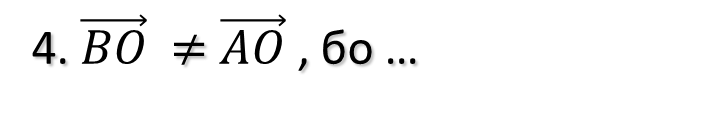 4. $\overrightarrow{BO} \neq \overrightarrow{AO}$ , бо ...